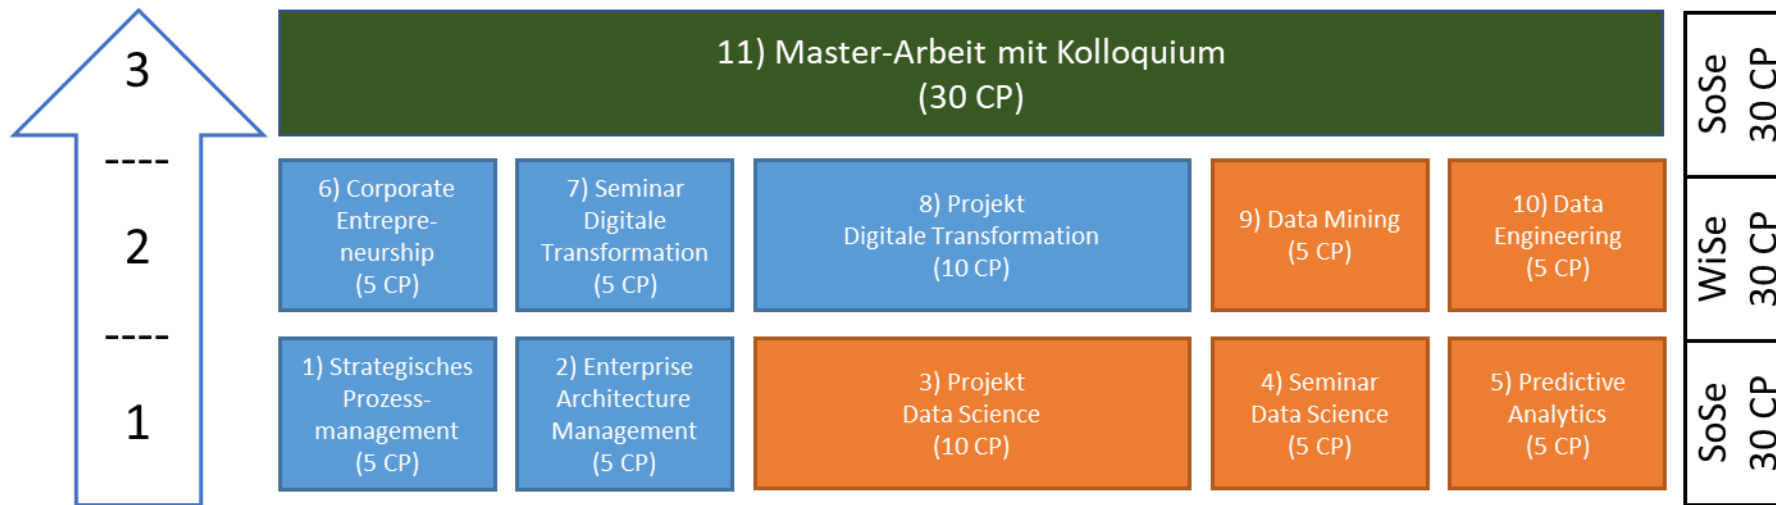 3
11) Master-Arbeit mit Kolloquium
(30 CP)
SoSe
30 CP
----
2
6) Corporate
Entrepre-
neurship
(5 CP)
7) Seminar
Digitale
Transformation
(5 CP)
8) Projekt
Digitale Transformation
(10 CP)
9) Data Mining
(5 CP)
10) Data
Engineering
(5 CP)
WiSe
30 CP
----
1
1) Strategisches
Prozess-
management
(5 CP)
2) Enterprise
Architecture
Management
(5 CP)
3) Projekt
Data Science
(10 CP)
4) Seminar
Data Science
(5 CP)
5) Predictive
Analytics
(5 CP)
SoSe
30 CP